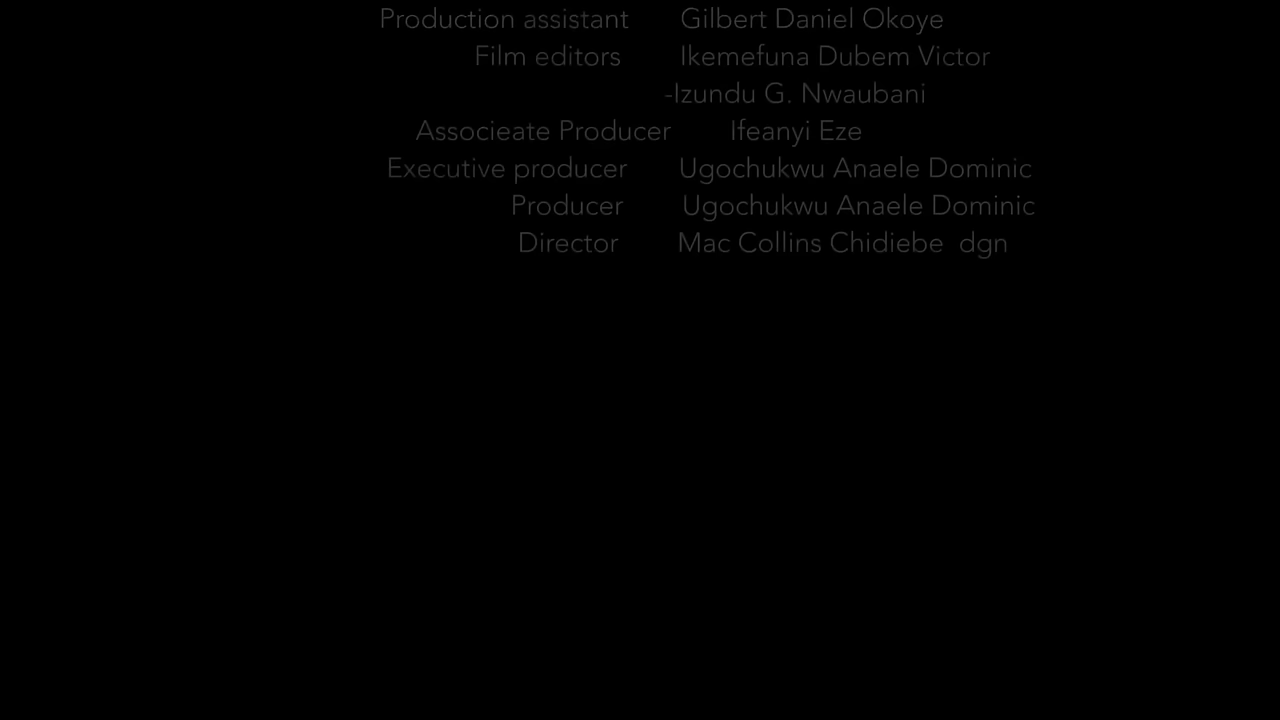 Production assistant Gilbert Daniel Okoye
Film editors Ikemefuna Dubem Victor
-Izundu G. Nwaubani
Associeate Producer Ifeanyi Eze
Executive producer Ugochukwu Anaele Dominic
Producer Ugochukwu Anaele Dominic
Director Mac Collins Chidiebe dgn